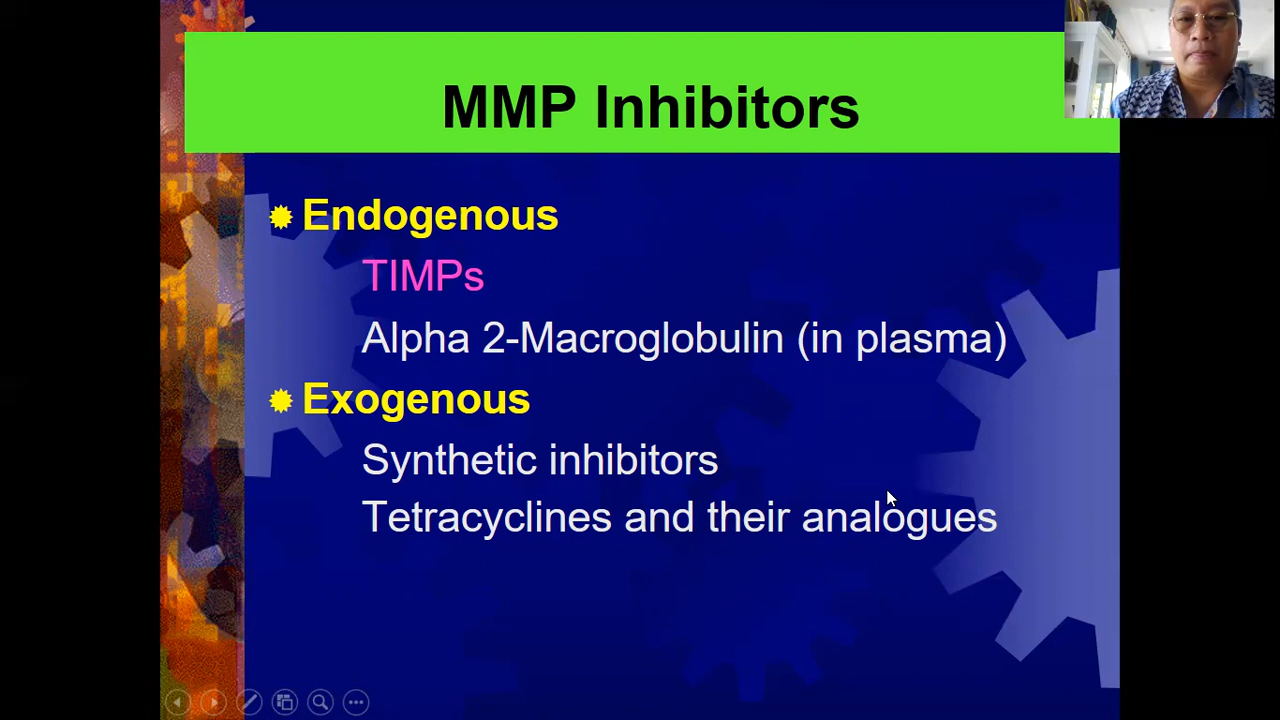 MMP Inhibitors
Endogenous
TIMPs
Alpha 2-Macroglobulin (in plasma)
Exogenous
Synthetic inhibitors
Tetracyclines and their analogues